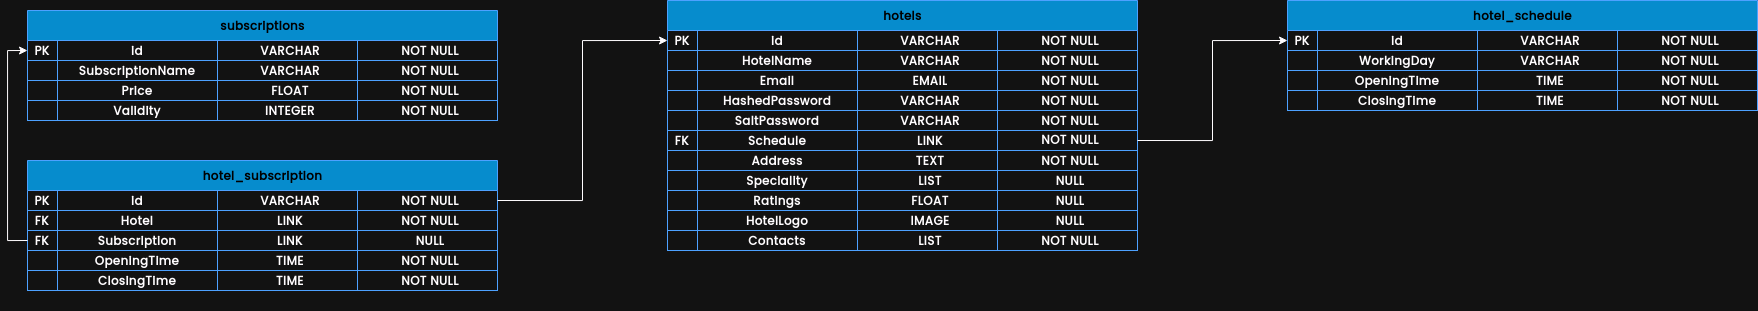 subscriptions
PK Id VARCHAR NOT NULL
SubscriptionName VARCHAR NOT NULL
Price FLOAT NOT NULL
Validity INTEGER NOT NULL
hotel_subscription
PK Id VARCHAR NOT NULL
FK Hotel LINK NOT NULL
FK Subscription LINK NULL
OpeningTime TIME NOT NULL
ClosingTime TIME NOT NULL
hotels
PK Id VARCHAR NOT NULL
HotelName VARCHAR NOT NULL
Email EMAIL NOT NULL
HashedPassword VARCHAR NOT NULL
SaltPassword VARCHAR NOT NULL
FK Schedule LINK NOT NULL
Address TEXT NOT NULL
Speciality LIST NULL
Ratings FLOAT NULL
HotelLogo IMAGE NULL
Contacts LIST NOT NULL
hotel_schedule
PK Id VARCHAR NOT NULL
WorkingDay VARCHAR NOT NULL
OpeningTime TIME NOT NULL
ClosingTime TIME NOT NULL